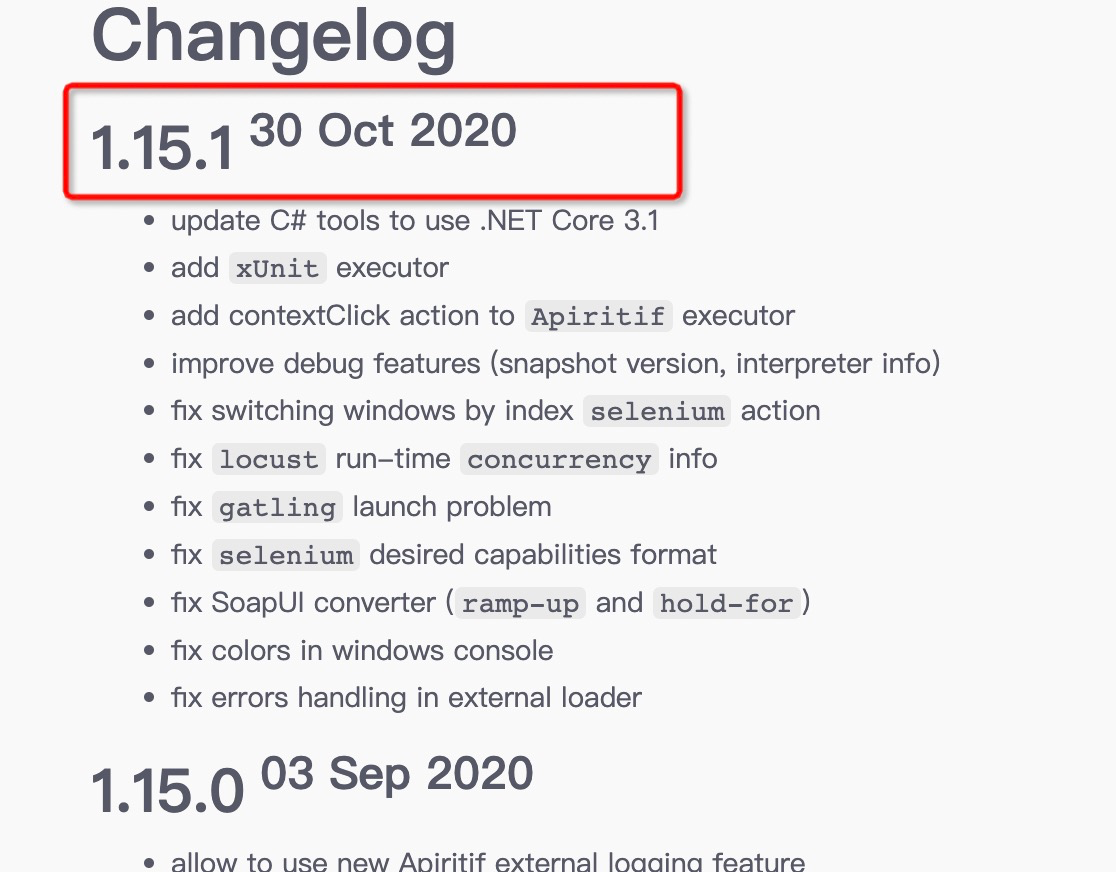 Changelog
1.15.1 30 Oct 2020
• update C# tools to use .NET Core 3.1
• add xUnit executor
• add contextClick action to Apiritif executor
• improve debug features (snapshot version, interpreter info)
• fix switching windows by index selenium action
• fix locust run-time concurrency info
• fix gatling launch problem
• fix selenium desired capabilities format
• fix SoapUI converter (ramp-up and hold-for)
• fix colors in windows console
• fix errors handling in external loader
1.15.0 03 Sep 2020
• allow to use new Apiritif external logging feature